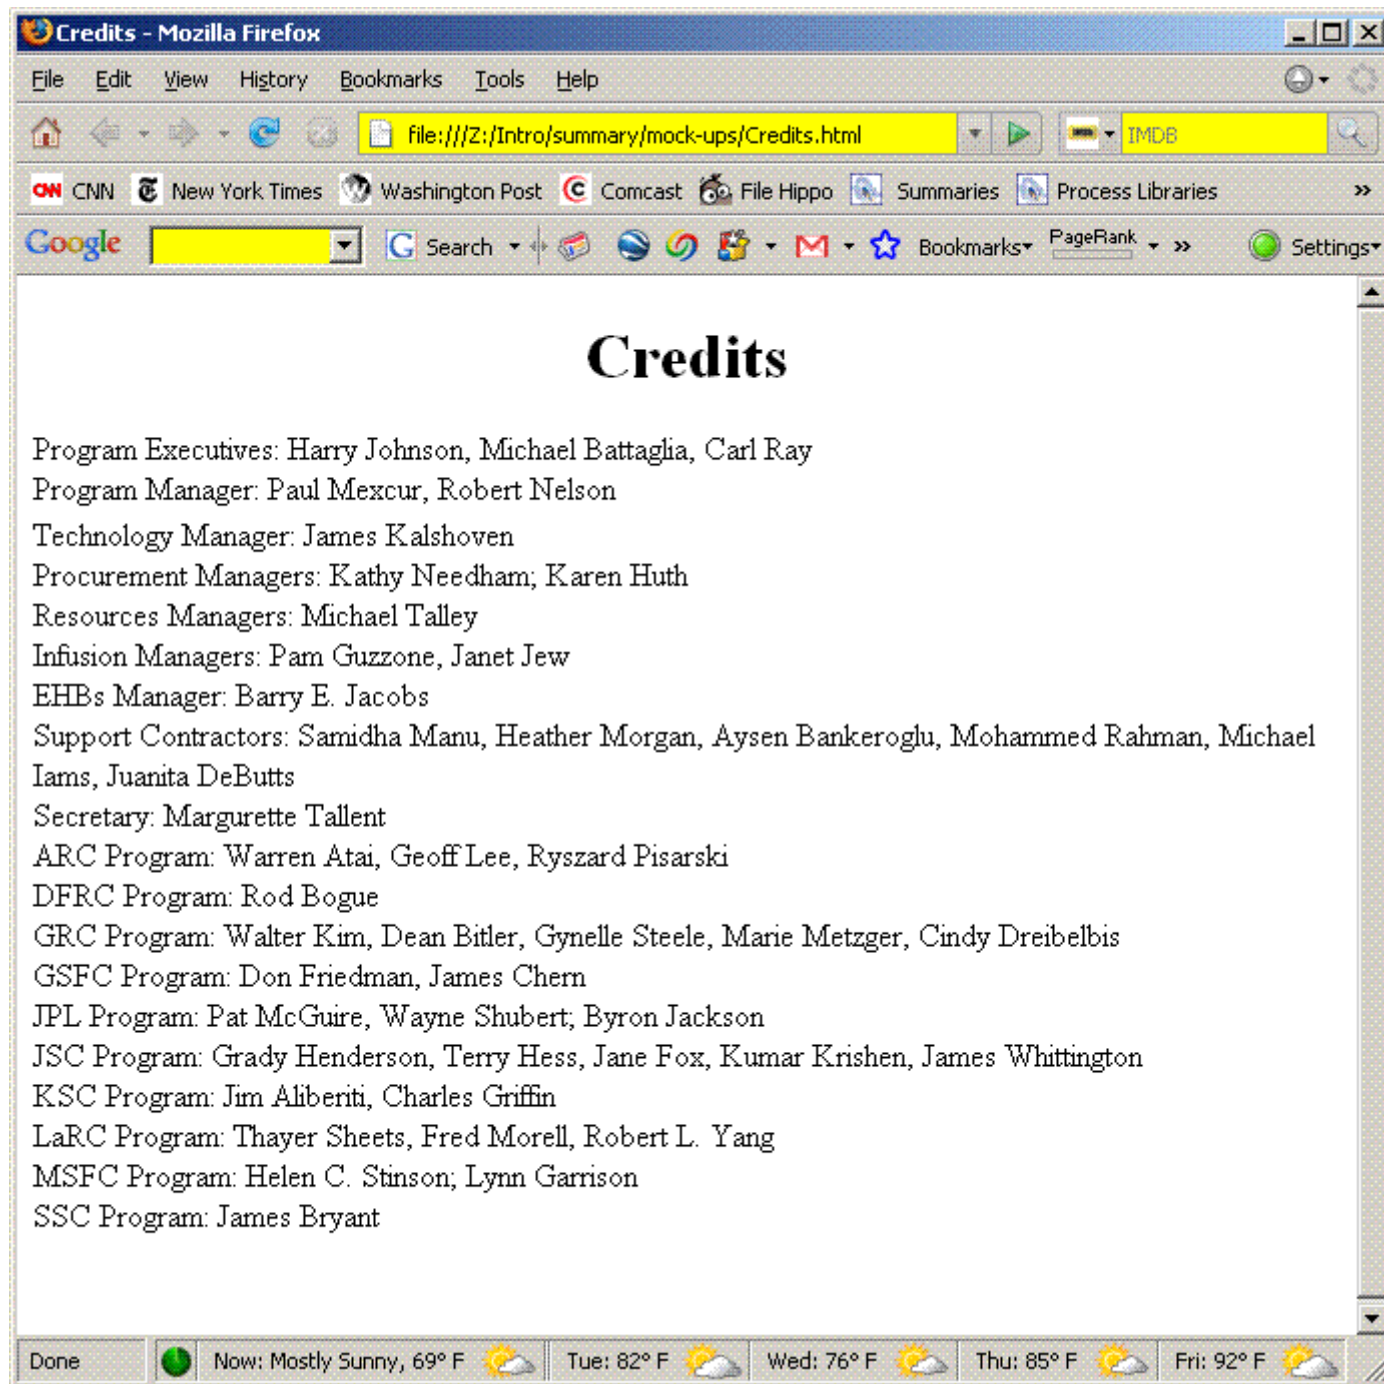 Credits - Mozilla Firefox
File Edit View History Bookmarks Tools Help
file:///Z:/Intro/summary/mock-ups/Credits.html IMDB
CNN CNN New York Times Washington Post Comcast File Hippo Summaries Process Libraries »
Google G Search Bookmarks PageRank » Settings
Credits
Program Executives: Harry Johnson, Michael Battaglia, Carl Ray
Program Manager: Paul Mexcur, Robert Nelson
Technology Manager: James Kalshoven
Procurement Managers: Kathy Needham; Karen Huth
Resources Managers: Michael Talley
Infusion Managers: Pam Guzzone, Janet Jew
EHBs Manager: Barry E. Jacobs
Support Contractors: Samidha Manu, Heather Morgan, Aysen Bankeroglu, Mohammed Rahman, Michael
Iams, Juanita DeButts
Secretary: Margurette Tallent
ARC Program: Warren Atai, Geoff Lee, Ryszard Pisarski
DFRC Program: Rod Bogue
GRC Program: Walter Kim, Dean Bitler, Gynelle Steele, Marie Metzger, Cindy Dreibelbis
GSFC Program: Don Friedman, James Chern
JPL Program: Pat McGuire, Wayne Shubert; Byron Jackson
JSC Program: Grady Henderson, Terry Hess, Jane Fox, Kumar Krishen, James Whittington
KSC Program: Jim Aliberiti, Charles Griffin
LaRC Program: Thayer Sheets, Fred Morell, Robert L. Yang
MSFC Program: Helen C. Stinson; Lynn Garrison
SSC Program: James Bryant
Done Now: Mostly Sunny, 69° F Tue: 82° F Wed: 76° F Thu: 85° F Fri: 92° F